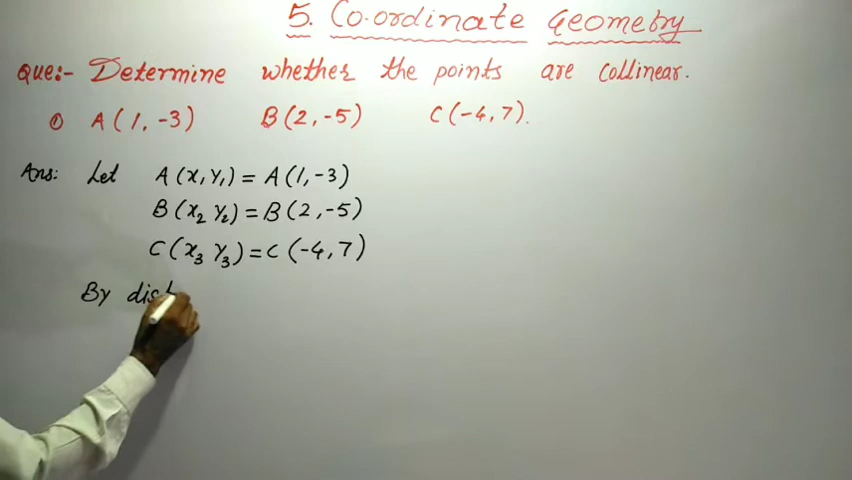 5. Co-ordinate Geometry
Que:- Determine whether the points are collinear.
① A(1, -3) B(2, -5) C(-4, 7).
Ans: Let A(x, y₁) = A(1, -3)
B(x₂ y₂) = B(2, -5)
C(x₃ y₃) = C(-4, 7)
By dist